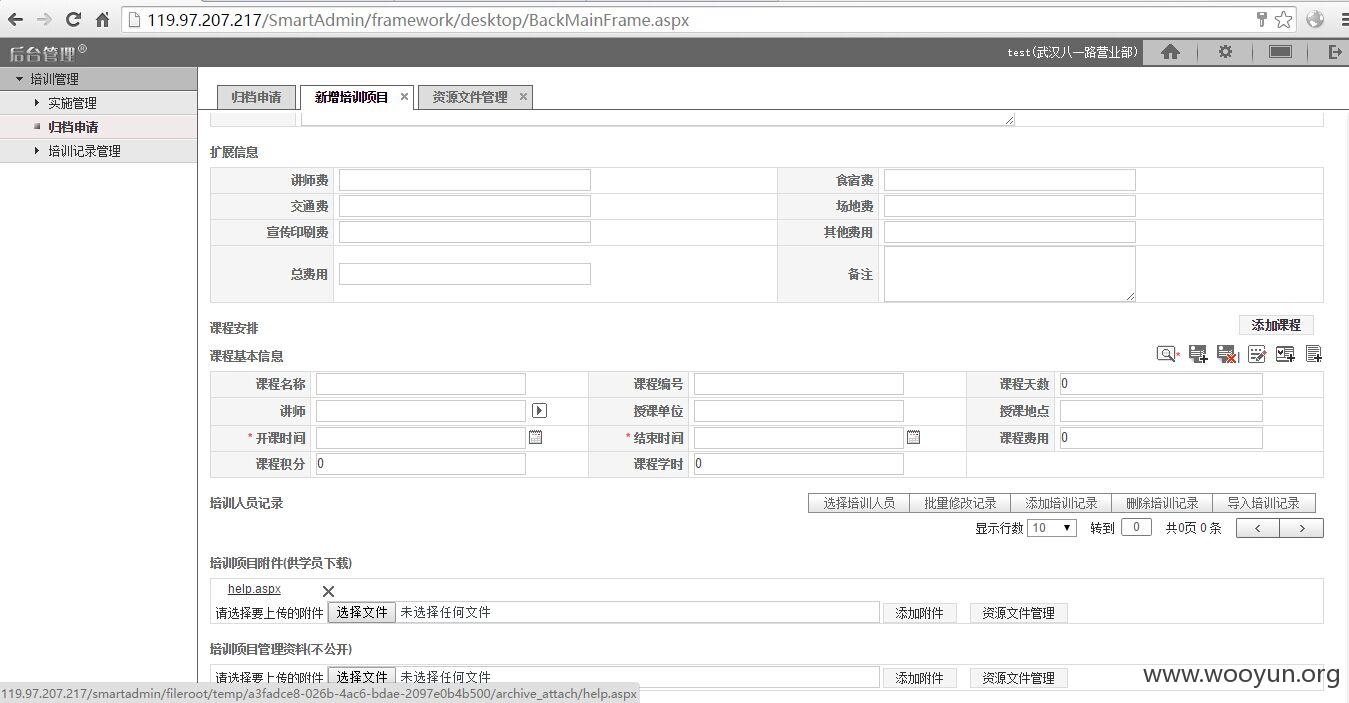 119.97.207.217/SmartAdmin/framework/desktop/BackMainFrame.aspx
后台管理® test(武汉八一路营业部)
培训管理
实施管理
归档申请
培训记录管理
归档申请 新增培训项目 × 资源文件管理 ×
扩展信息
讲师费 食宿费
交通费 场地费
宣传印刷费 其他费用
总费用 备注
课程安排 添加课程
课程基本信息
课程名称 课程编号 课程天数 0
讲师 授课单位 授课地点
* 开课时间 * 结束时间 课程费用 0
课程积分 0 课程学时 0
培训人员记录 选择培训人员 批量修改记录 添加培训记录 删除培训记录 导入培训记录
显示行数 10 转到 0 共0页 0 条 < >
培训项目附件(供学员下载)
help.aspx
请选择要上传的附件 选择文件 未选择任何文件 添加附件 资源文件管理
培训项目管理资料(不公开)
请选择要上传的附件 选择文件 未选择任何文件 添加附件 资源文件管理
www.wooyun.org
119.97.207.217/smartadmin/fileroot/temp/a3fadce8-026b-4ac6-bdae-2097e0b4b500/archive_attach/help.aspx